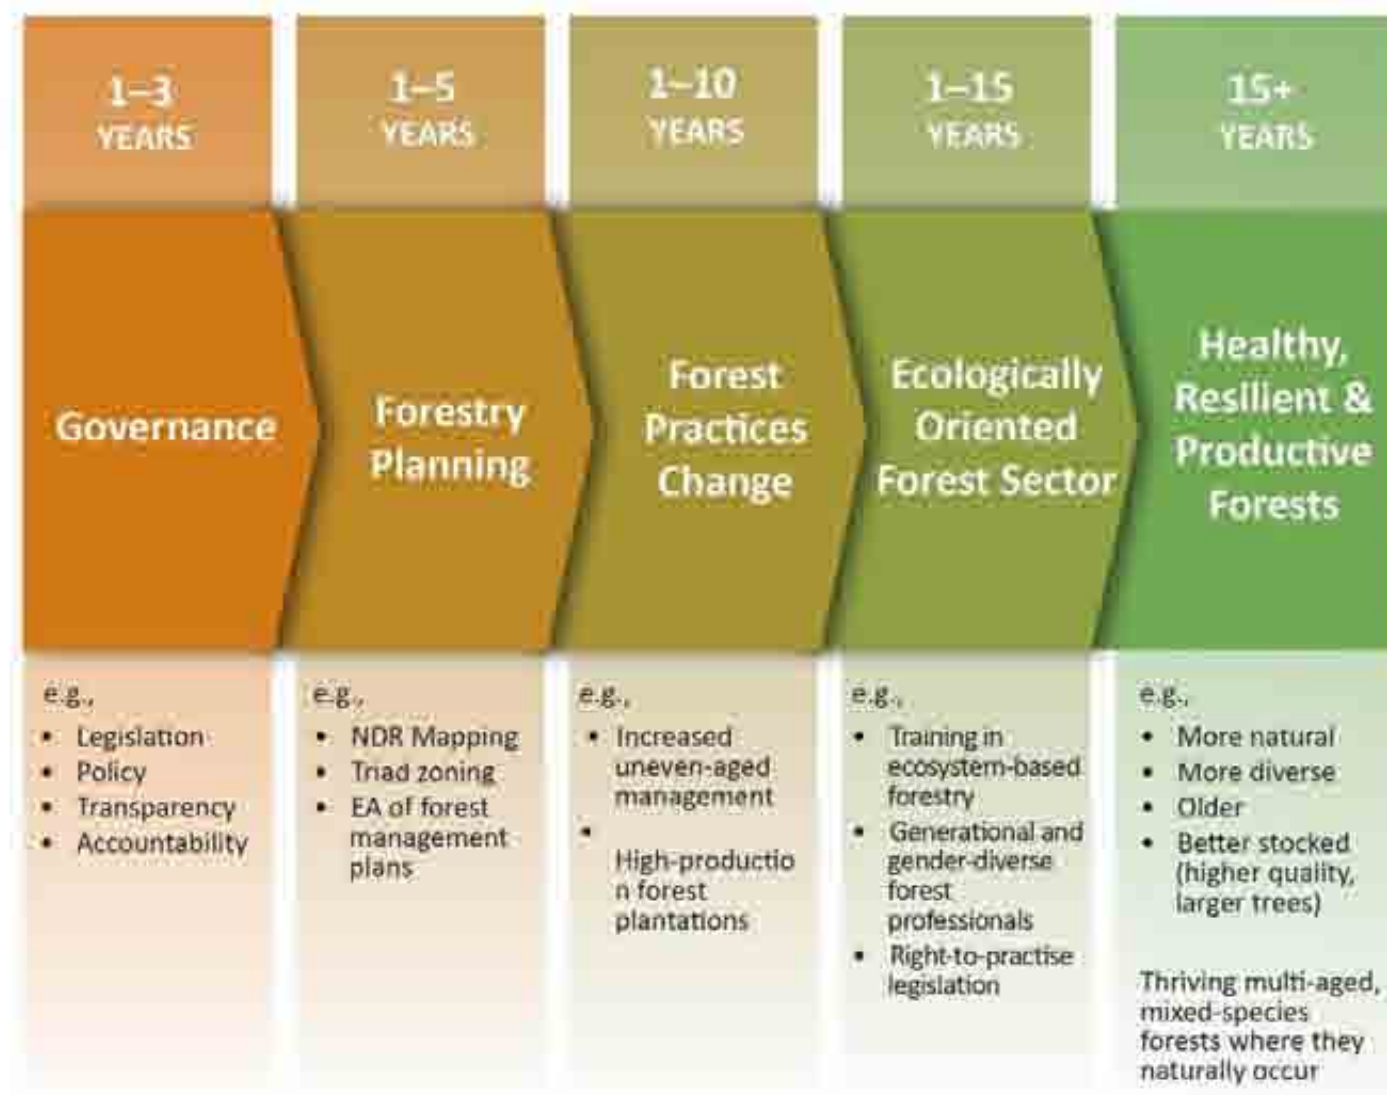 1–3
YEARS
1–5
YEARS
1–10
YEARS
1–15
YEARS
15+
YEARS
Governance
Forestry
Planning
Forest
Practices
Change
Ecologically
Oriented
Forest Sector
Healthy,
Resilient &
Productive
Forests
e.g.,
• Legislation
• Policy
• Transparency
• Accountability
e.g.,
• NDR Mapping
• Triad zoning
• EA of forest
management
plans
e.g.,
• Increased
uneven-aged
management
•
High-productio
n forest
plantations
e.g.,
• Training in
ecosystem-based
forestry
• Generational and
gender-diverse
forest
professionals
• Right-to-practise
legislation
e.g.,
• More natural
• More diverse
• Older
• Better stocked
(higher quality,
larger trees)
Thriving multi-aged,
mixed-species
forests where they
naturally occur